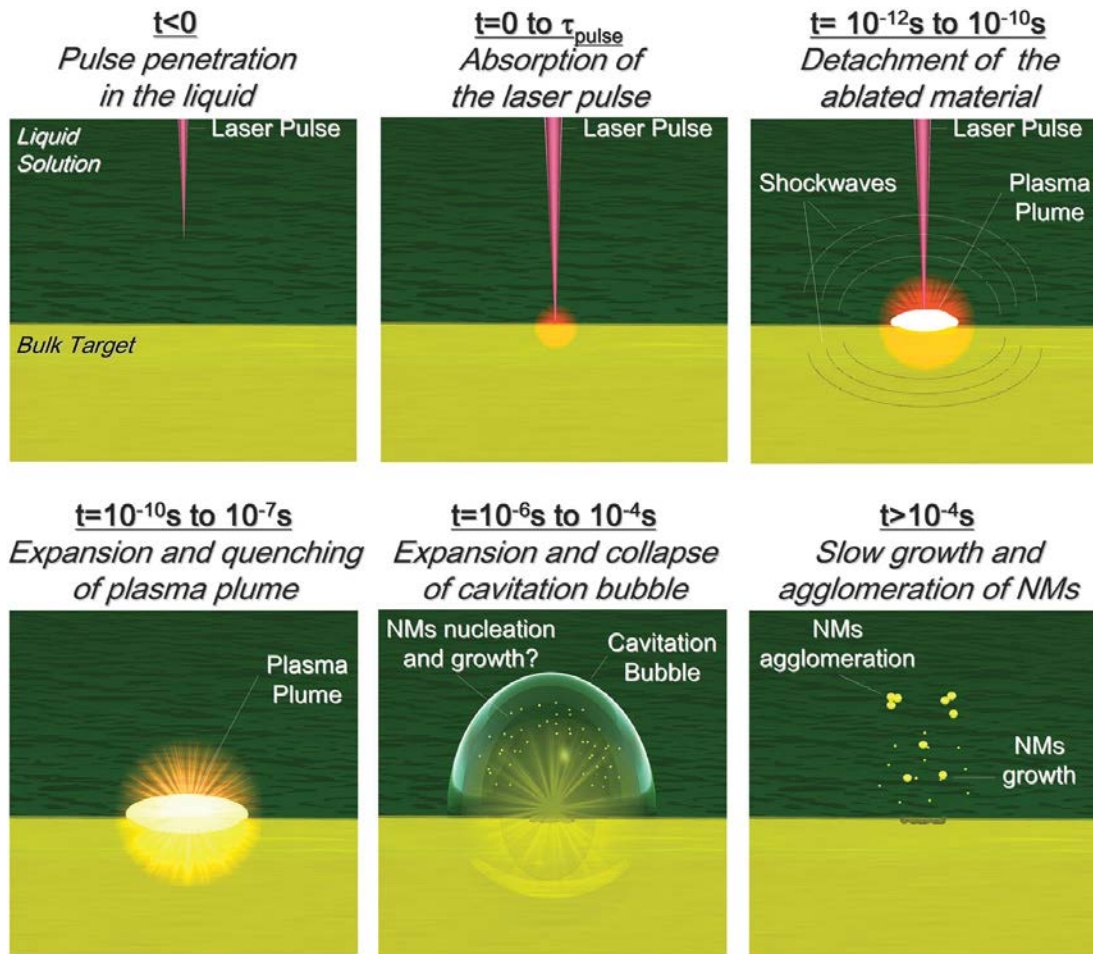 t<0
Pulse penetration
in the liquid
Laser Pulse
Liquid
Solution
Bulk Target
t=0 to τpulse
Absorption of
the laser pulse
Laser Pulse
t= 10⁻¹²s to 10⁻¹⁰s
Detachment of the
ablated material
Laser Pulse
Shockwaves
Plasma
Plume
t=10⁻¹⁰s to 10⁻⁷s
Expansion and quenching
of plasma plume
Plasma
Plume
t=10⁻⁶s to 10⁻⁴s
Expansion and collapse
of cavitation bubble
NMs nucleation
and growth?
Cavitation
Bubble
t>10⁻⁴s
Slow growth and
agglomeration of NMs
NMs
agglomeration
NMs
growth